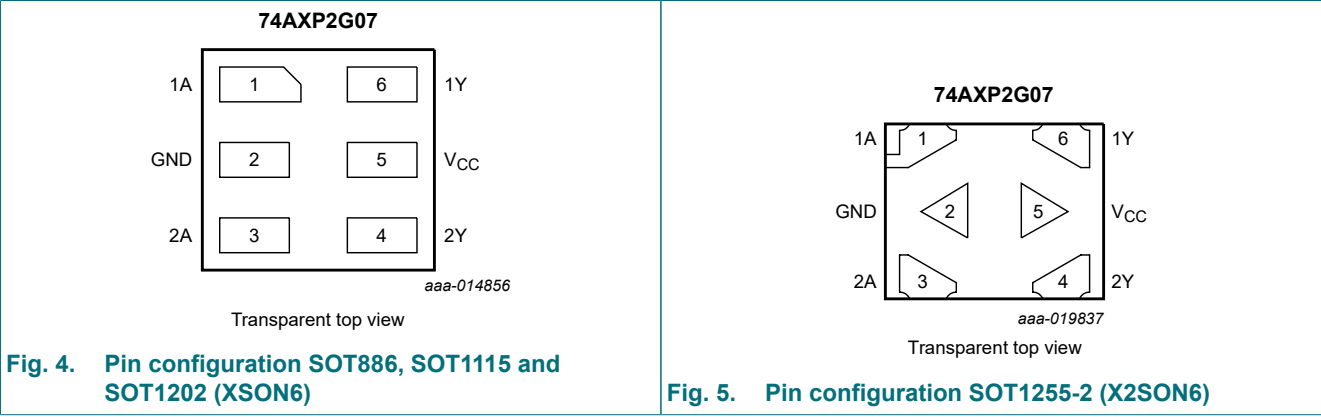 74AXP2G07
1A 1 6 1Y
GND 2 5 VCC
2A 3 4 2Y
aaa-014856
Transparent top view
Fig. 4. Pin configuration SOT886, SOT1115 and
SOT1202 (XSON6)
74AXP2G07
1A 1 6 1Y
GND 2 5 VCC
2A 3 4 2Y
aaa-019837
Transparent top view
Fig. 5. Pin configuration SOT1255-2 (X2SON6)